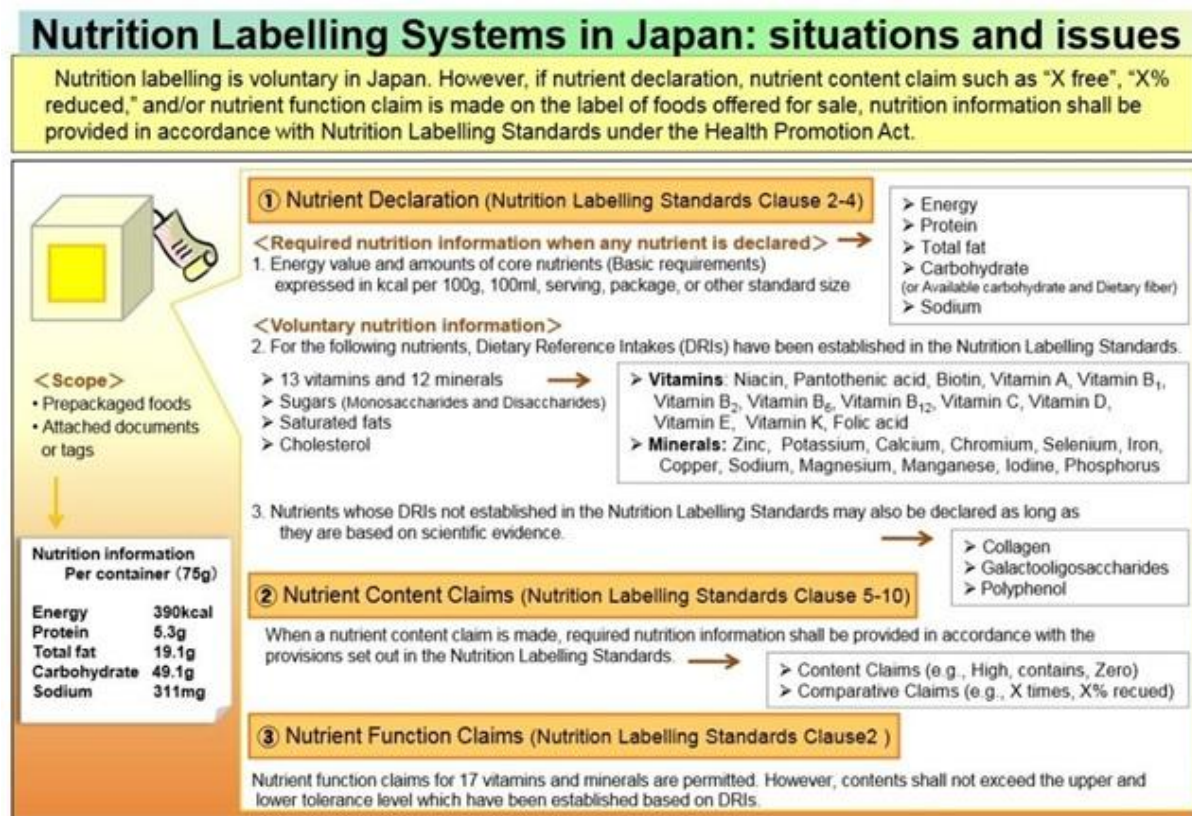 Nutrition Labelling Systems in Japan: situations and issues
Nutrition labelling is voluntary in Japan. However, if nutrient declaration, nutrient content claim such as “X free”, “X%
reduced,” and/or nutrient function claim is made on the label of foods offered for sale, nutrition information shall be
provided in accordance with Nutrition Labelling Standards under the Health Promotion Act.
① Nutrient Declaration (Nutrition Labelling Standards Clause 2-4)
<Required nutrition information when any nutrient is declared>
1. Energy value and amounts of core nutrients (Basic requirements)
expressed in kcal per 100g, 100ml, serving, package, or other standard size
➢ Energy
➢ Protein
➢ Total fat
➢ Carbohydrate
(or Available carbohydrate and Dietary fiber)
➢ Sodium
<Voluntary nutrition information>
2. For the following nutrients, Dietary Reference Intakes (DRIs) have been established in the Nutrition Labelling Standards.
➢ 13 vitamins and 12 minerals
➢ Sugars (Monosaccharides and Disaccharides)
➢ Saturated fats
➢ Cholesterol
➢ Vitamins: Niacin, Pantothenic acid, Biotin, Vitamin A, Vitamin B₁,
Vitamin B₂, Vitamin B₆, Vitamin B₁₂, Vitamin C, Vitamin D,
Vitamin E, Vitamin K, Folic acid
➢ Minerals: Zinc, Potassium, Calcium, Chromium, Selenium, Iron,
Copper, Sodium, Magnesium, Manganese, Iodine, Phosphorus
3. Nutrients whose DRIs not established in the Nutrition Labelling Standards may also be declared as long as
they are based on scientific evidence.
➢ Collagen
➢ Galactooligosaccharides
➢ Polyphenol
② Nutrient Content Claims (Nutrition Labelling Standards Clause 5-10)
When a nutrient content claim is made, required nutrition information shall be provided in accordance with the
provisions set out in the Nutrition Labelling Standards.
➢ Content Claims (e.g., High, contains, Zero)
➢ Comparative Claims (e.g., X times, X% recued)
③ Nutrient Function Claims (Nutrition Labelling Standards Clause2 )
Nutrient function claims for 17 vitamins and minerals are permitted. However, contents shall not exceed the upper and
lower tolerance level which have been established based on DRIs.
<Scope>
• Prepackaged foods
• Attached documents
or tags
Nutrition information
Per container (75g)
Energy 390kcal
Protein 5.3g
Total fat 19.1g
Carbohydrate 49.1g
Sodium 311mg